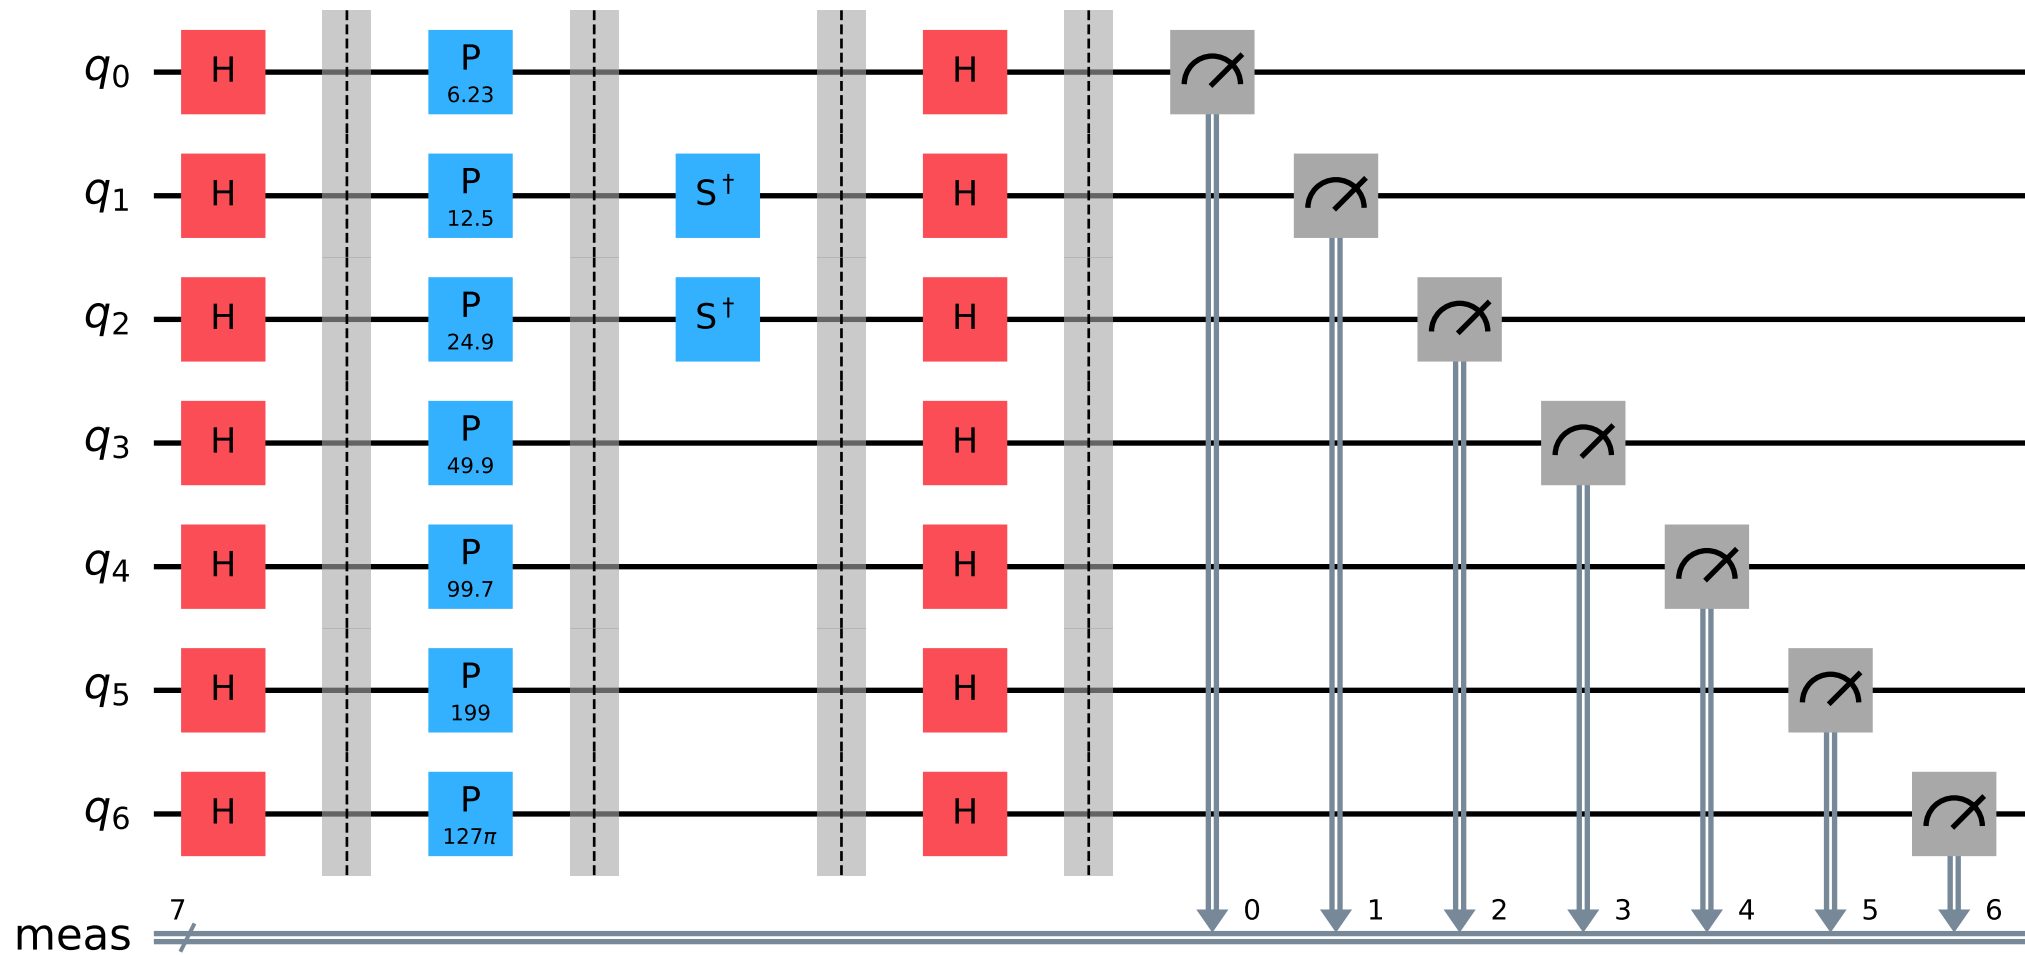 q0 H P 6.23 H
q1 H P 12.5 S† H
q2 H P 24.9 S† H
q3 H P 49.9 H
q4 H P 99.7 H
q5 H P 199 H
q6 H P 127π H
7 0 1 2 3 4 5 6
meas